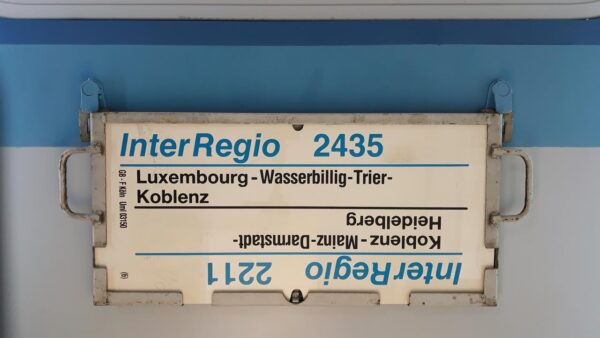 InterRegio 2435
Luxembourg - Wasserbillig-Trier-
Koblenz
Koblenz - Mainz-Darmstadt-
Heidelberg
InterRegio 2211